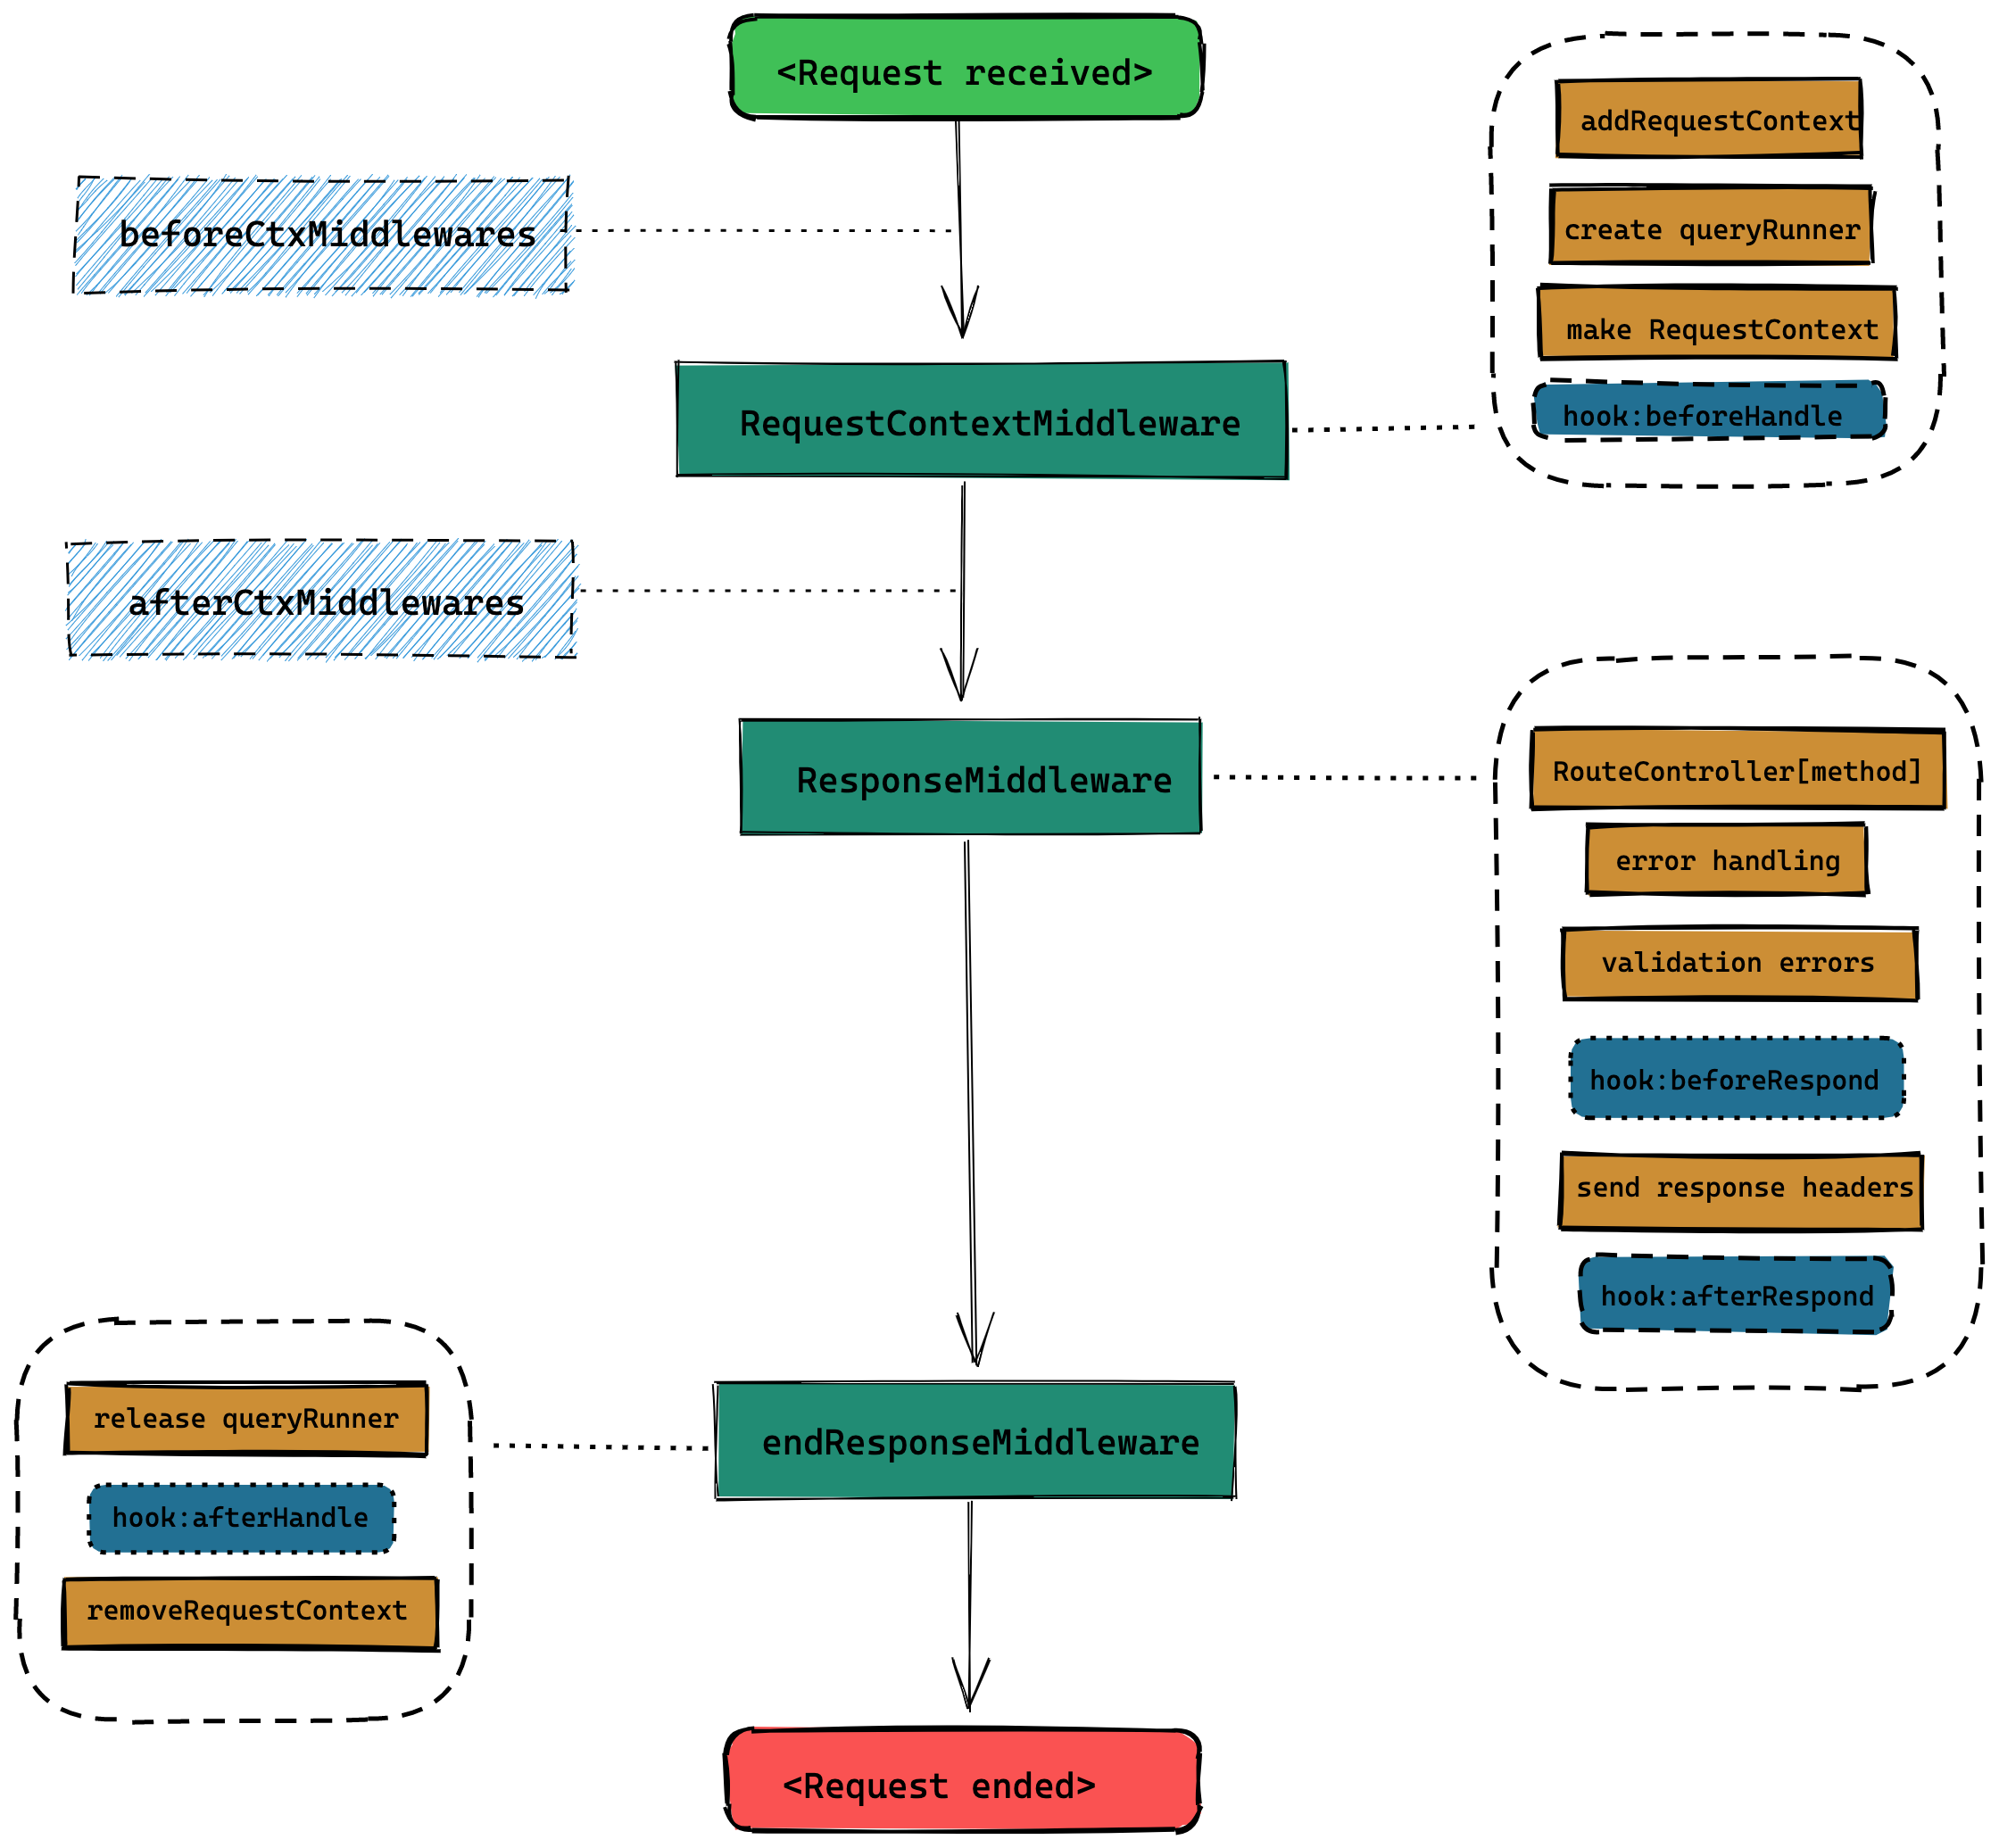 <Request received>
beforeCtxMiddlewares
addRequestContext
create queryRunner
make RequestContext
hook:beforeHandle
RequestContextMiddleware
afterCtxMiddlewares
ResponseMiddleware
RouteController[method]
error handling
validation errors
hook:beforeRespond
send response headers
hook:afterRespond
endResponseMiddleware
release queryRunner
hook:afterHandle
removeRequestContext
<Request ended>